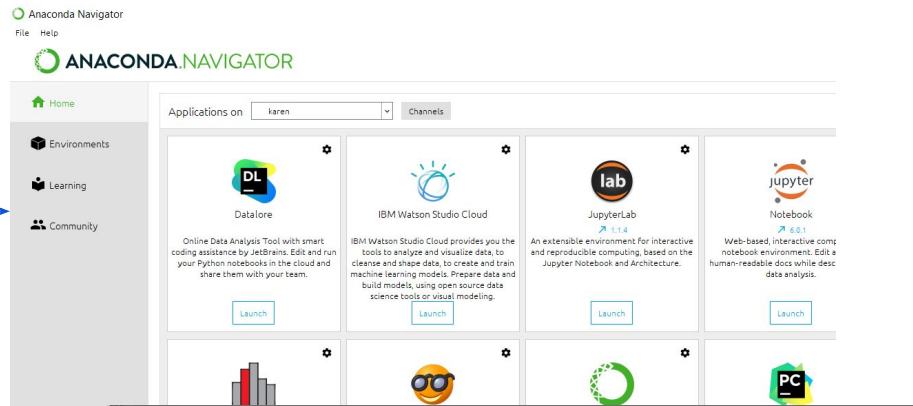 Anaconda Navigator
File Help
ANACONDA.NAVIGATOR
Home
Environments
Learning
Community
Applications on karen Channels
DL
Datalore
Online Data Analysis Tool with smart
coding assistance by JetBrains. Edit and run
your Python notebooks in the cloud and
share them with your team.
Launch
IBM Watson Studio Cloud
IBM Watson Studio Cloud provides you the
tools to analyze and visualize data, to
cleanse and shape data, to create and train
machine learning models. Prepare data and
build models, using open source data
science tools or visual modeling.
Launch
lab
JupyterLab
1.1.4
An extensible environment for interactive
and reproducible computing, based on the
Jupyter Notebook and Architecture.
Launch
jupyter
Notebook
6.0.1
Web-based, interactive comp
notebook environment. Edit a
human-readable docs while desc
data analysis.
Launch
PC